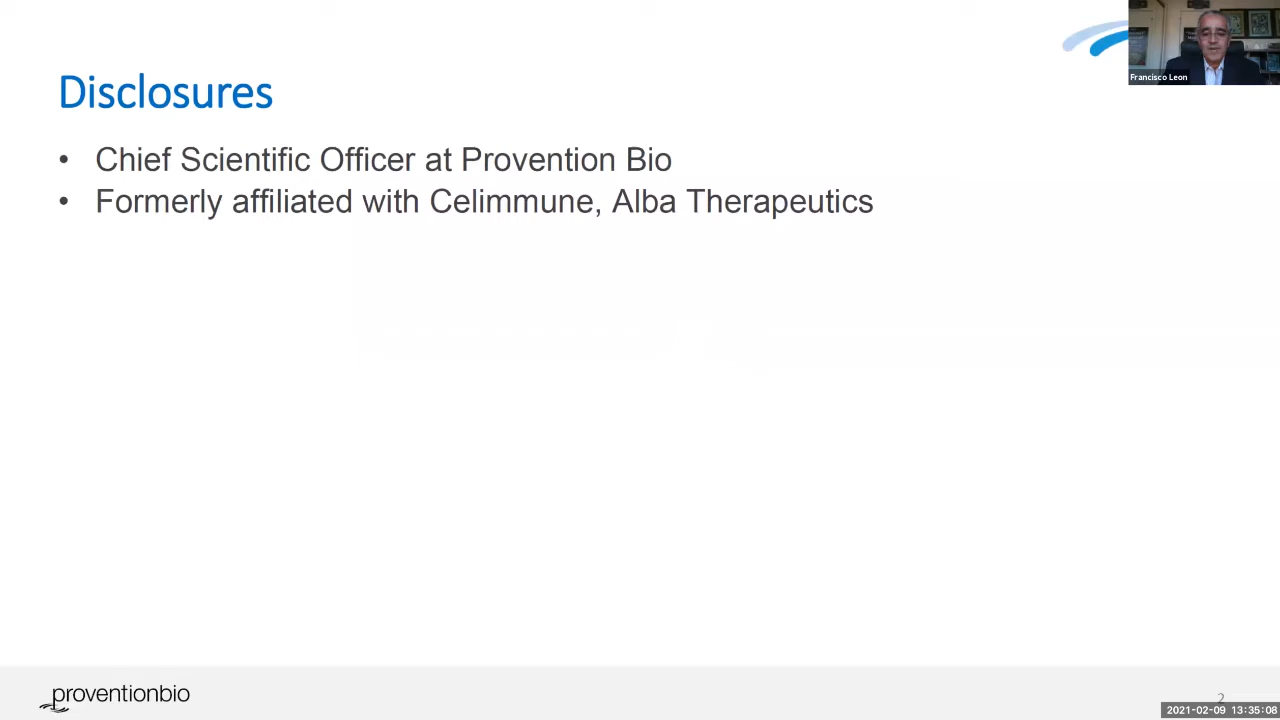 Francisco Leon
Disclosures
• Chief Scientific Officer at Provention Bio
• Formerly affiliated with Celimmune, Alba Therapeutics
proventionbio
2
2021-02-09 13:35:08